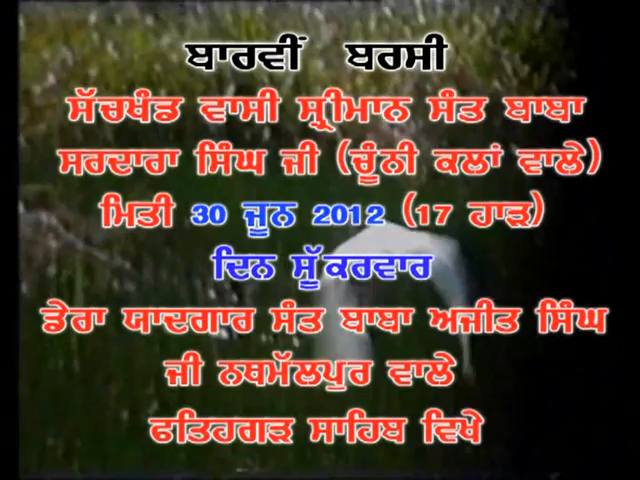 ਬਾਰਵੀਂ ਬਰਸੀ
ਸੱਚਖੰਡ ਵਾਸੀ ਸ੍ਰੀਮਾਨ ਸੰਤ ਬਾਬਾ
ਸਰਦਾਰਾ ਸਿੰਘ ਜੀ (ਚੂੰਨੀ ਕਲਾਂ ਵਾਲੇ)
ਮਿਤੀ 30 ਜੂਨ 2012 (17 ਹਾੜ)
ਦਿਨ ਸ਼ੁੱਕਰਵਾਰ
ਡੇਰਾ ਯਾਦਗਾਰ ਸੰਤ ਬਾਬਾ ਅਜੀਤ ਸਿੰਘ
ਜੀ ਨਥਮੱਲਪੁਰ ਵਾਲੇ
ਫਤਿਹਗੜ ਸਾਹਿਬ ਵਿਖੇ